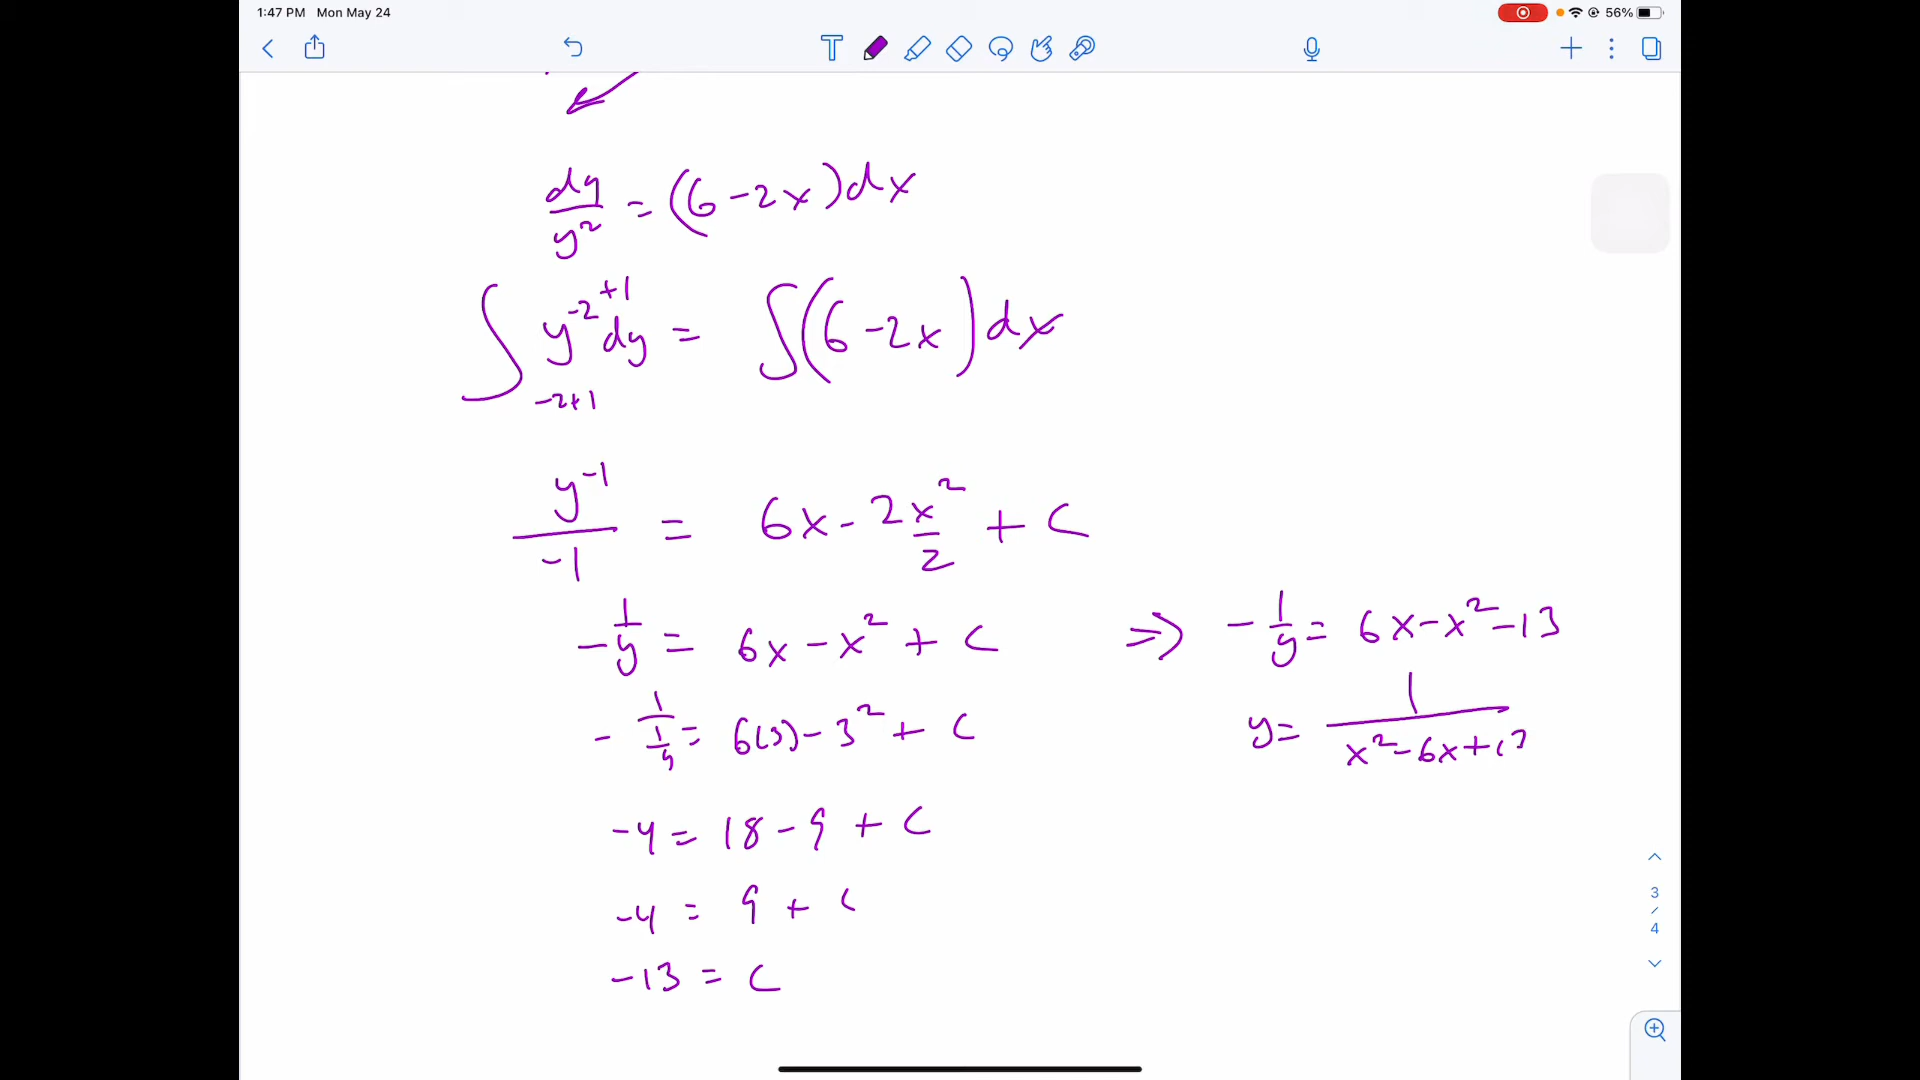 1:47 PM Mon May 24
56%
T
dy/y² = (6-2x)dx
∫ y⁻²⁺¹ dy = ∫(6-2x)dx
-2+1
y⁻¹/-1 = 6x - 2x²/2 + C
-1/y = 6x - x² + C ⇒ -1/y = 6x-x²-13
-1/(1/4) = 6(3) - 3² + C
y = 1/(x²-6x+13)
-4 = 18 - 9 + C
-4 = 9 + C
-13 = C
3/4